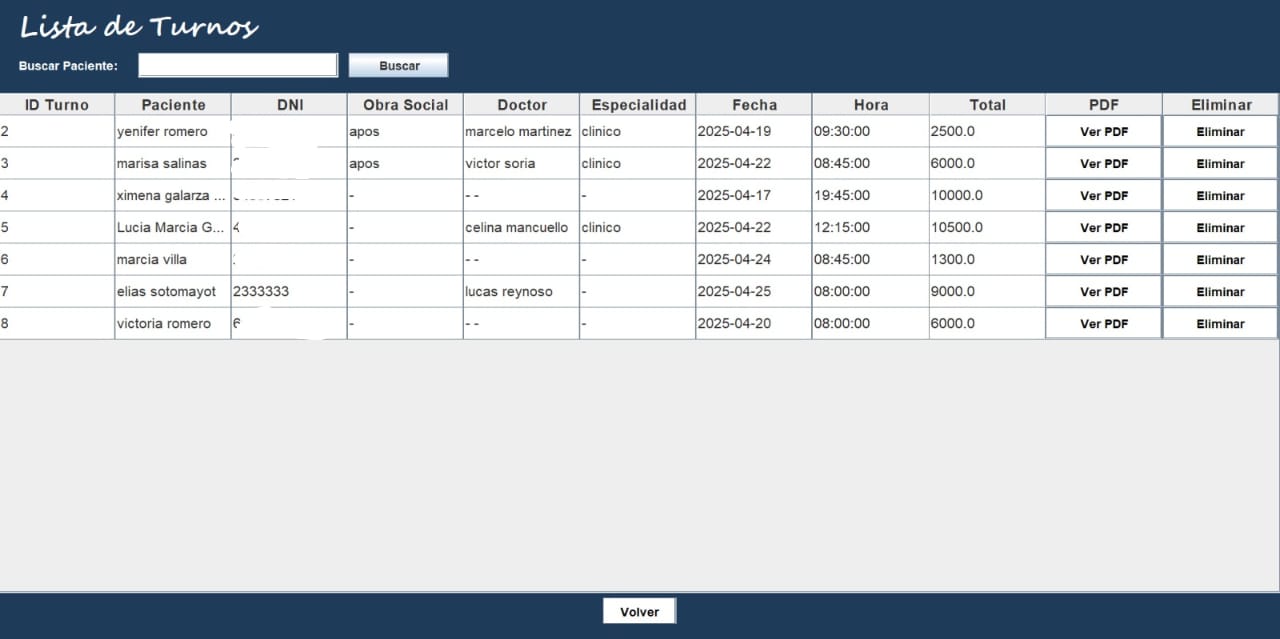 Lista de Turnos
Buscar Paciente: Buscar
ID Turno Paciente DNI Obra Social Doctor Especialidad Fecha Hora Total PDF Eliminar
2 yenifer romero apos marcelo martinez clinico 2025-04-19 09:30:00 2500.0 Ver PDF Eliminar
3 marisa salinas apos victor soria clinico 2025-04-22 08:45:00 6000.0 Ver PDF Eliminar
4 ximena galarza ... - - - - 2025-04-17 19:45:00 10000.0 Ver PDF Eliminar
5 Lucia Marcia G... 4 - celina mancuello clinico 2025-04-22 12:15:00 10500.0 Ver PDF Eliminar
6 marcia villa - - - - 2025-04-24 08:45:00 1300.0 Ver PDF Eliminar
7 elias sotomayot 2333333 - lucas reynoso - 2025-04-25 08:00:00 9000.0 Ver PDF Eliminar
8 victoria romero 6 - - - - 2025-04-20 08:00:00 6000.0 Ver PDF Eliminar
Volver